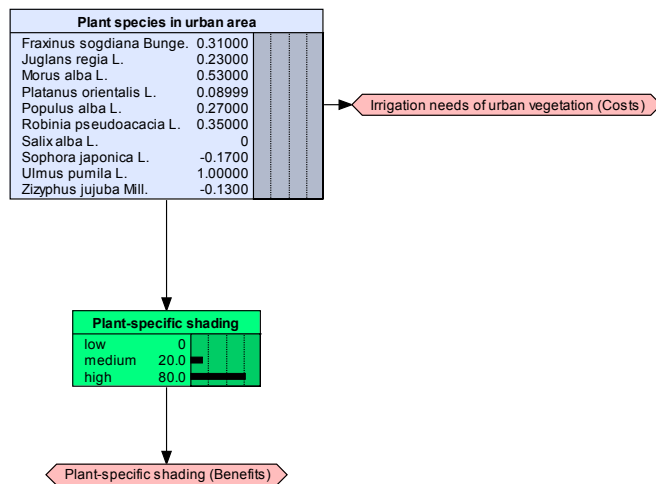 Plant species in urban area
Fraxinus sogdiana Bunge. 0.31000
Juglans regia L. 0.23000
Morus alba L. 0.53000
Platanus orientalis L. 0.08999
Populus alba L. 0.27000
Robinia pseudoacacia L. 0.35000
Salix alba L. 0
Sophora japonica L. -0.1700
Ulmus pumila L. 1.00000
Zizyphus jujuba Mill. -0.1300
Irrigation needs of urban vegetation (Costs)
Plant-specific shading
low 0
medium 20.0
high 80.0
Plant-specific shading (Benefits)